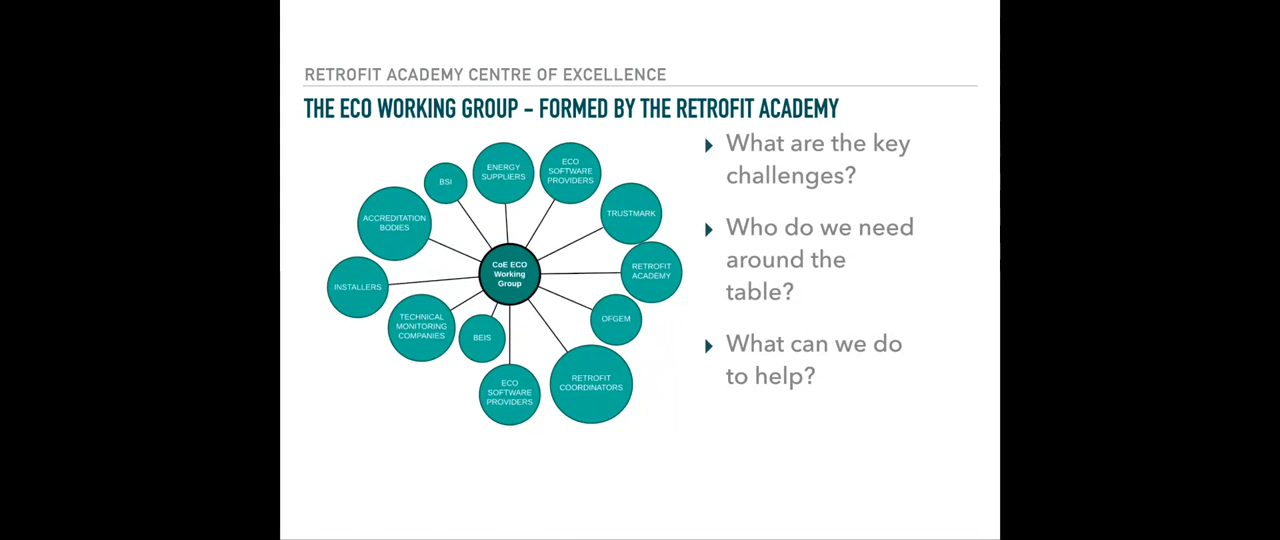 RETROFIT ACADEMY CENTRE OF EXCELLENCE
THE ECO WORKING GROUP – FORMED BY THE RETROFIT ACADEMY
BSI
ENERGY
SUPPLIERS
ECO
SOFTWARE
PROVIDERS
TRUSTMARK
ACCREDITATION
BODIES
CoE ECO
Working
Group
RETROFIT
ACADEMY
INSTALLERS
TECHNICAL
MONITORING
COMPANIES
BEIS
OFGEM
ECO
SOFTWARE
PROVIDERS
RETROFIT
COORDINATORS
What are the key
challenges?
Who do we need
around the
table?
What can we do
to help?